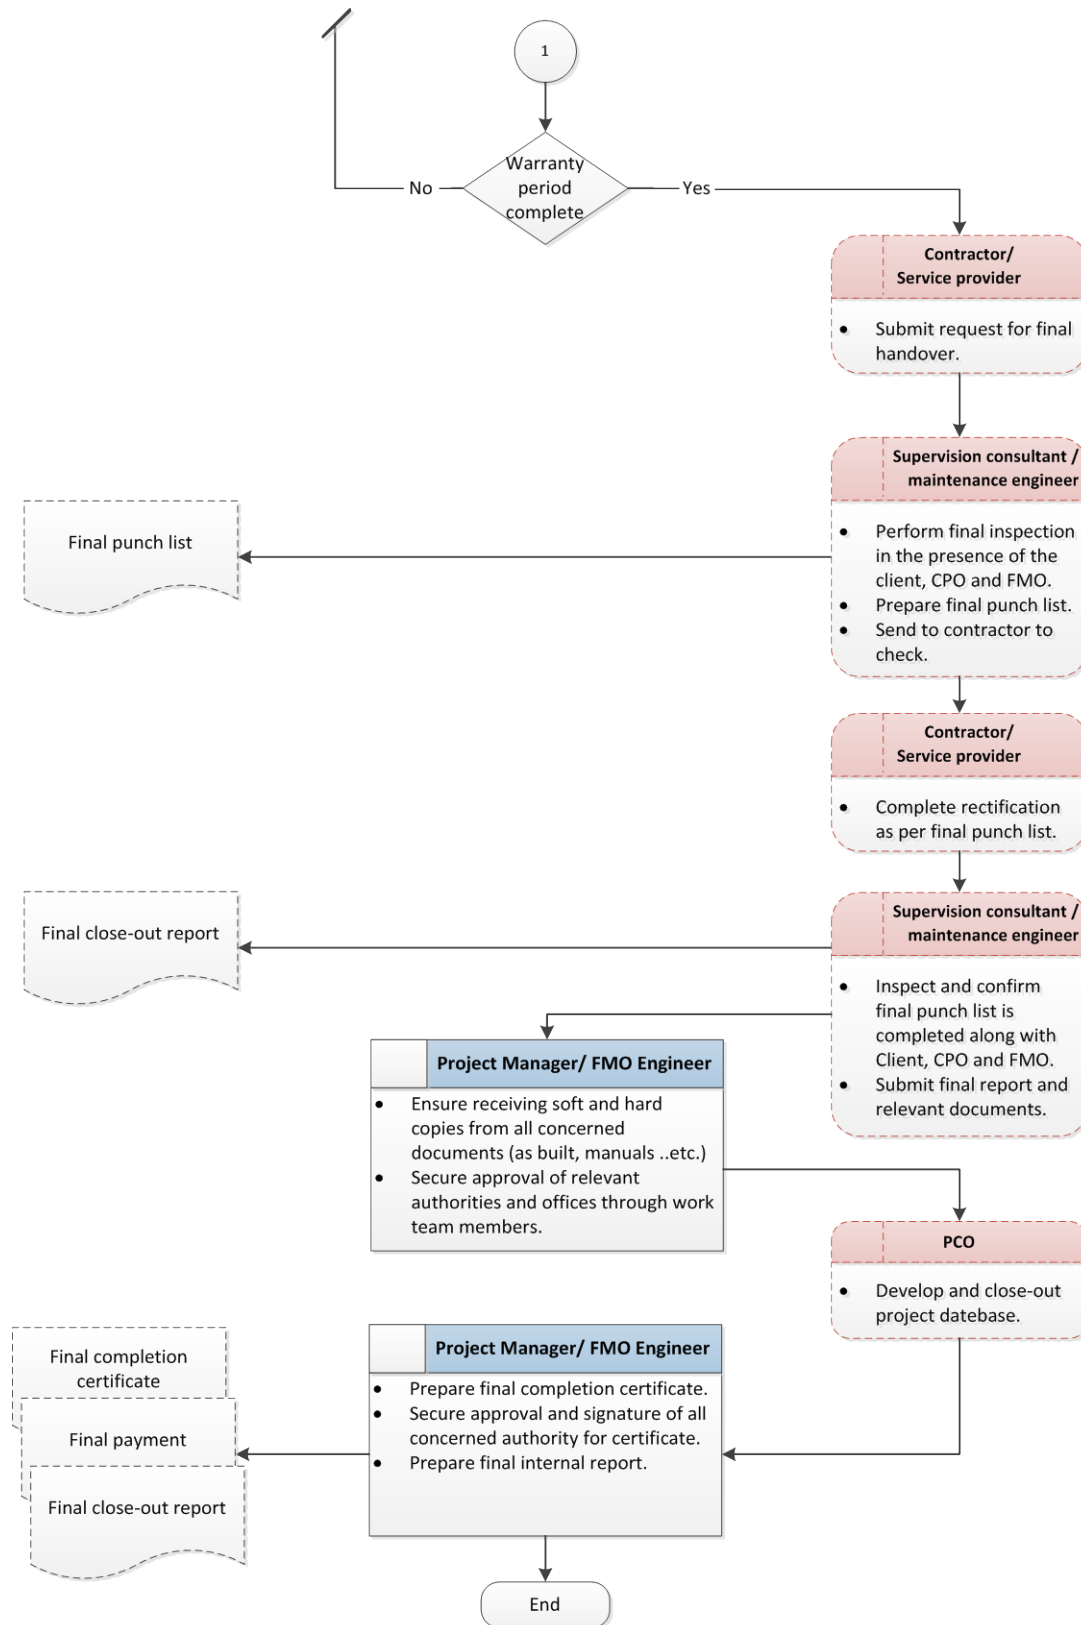 1
Warranty
period
complete
No
Yes
Contractor/
Service provider
• Submit request for final
handover.
Supervision consultant /
maintenance engineer
• Perform final inspection
in the presence of the
client, CPO and FMO.
• Prepare final punch list.
• Send to contractor to
check.
Final punch list
Contractor/
Service provider
• Complete rectification
as per final punch list.
Supervision consultant /
maintenance engineer
• Inspect and confirm
final punch list is
completed along with
Client, CPO and FMO.
• Submit final report and
relevant documents.
Final close-out report
Project Manager/ FMO Engineer
• Ensure receiving soft and hard
copies from all concerned
documents (as built, manuals ..etc.)
• Secure approval of relevant
authorities and offices through work
team members.
PCO
• Develop and close-out
project datebase.
Project Manager/ FMO Engineer
• Prepare final completion certificate.
• Secure approval and signature of all
concerned authority for certificate.
• Prepare final internal report.
Final completion
certificate
Final payment
Final close-out report
End